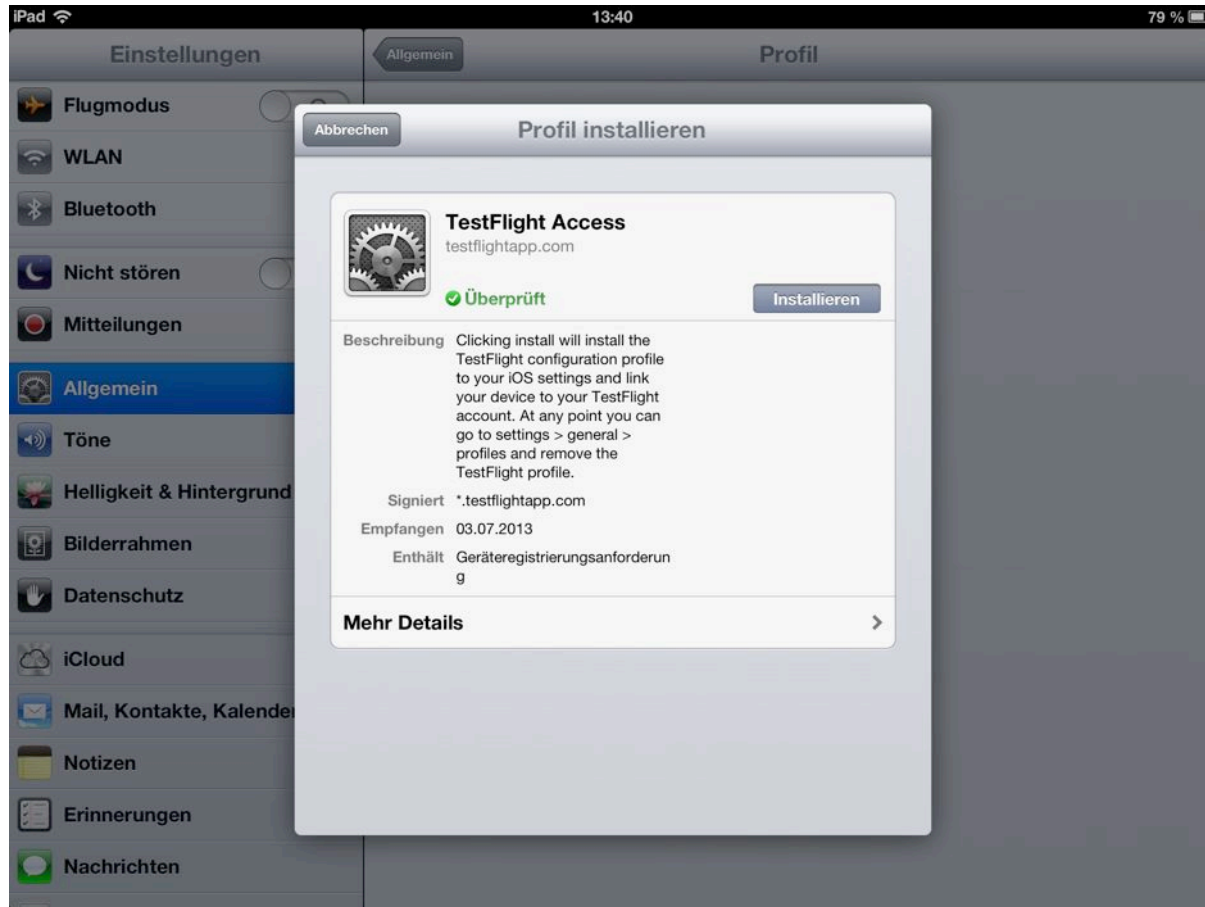 iPad
13:40
79 %
Einstellungen
Allgemein
Profil
Flugmodus
WLAN
Bluetooth
Nicht stören
Mitteilungen
Allgemein
Töne
Helligkeit & Hintergrund
Bilderrahmen
Datenschutz
iCloud
Mail, Kontakte, Kalender
Notizen
Erinnerungen
Nachrichten
Abbrechen
Profil installieren
TestFlight Access
testflightapp.com
Überprüft
Installieren
Beschreibung Clicking install will install the
TestFlight configuration profile
to your iOS settings and link
your device to your TestFlight
account. At any point you can
go to settings > general >
profiles and remove the
TestFlight profile.
Signiert *.testflightapp.com
Empfangen 03.07.2013
Enthält Geräteregistrierungsanforderun
g
Mehr Details